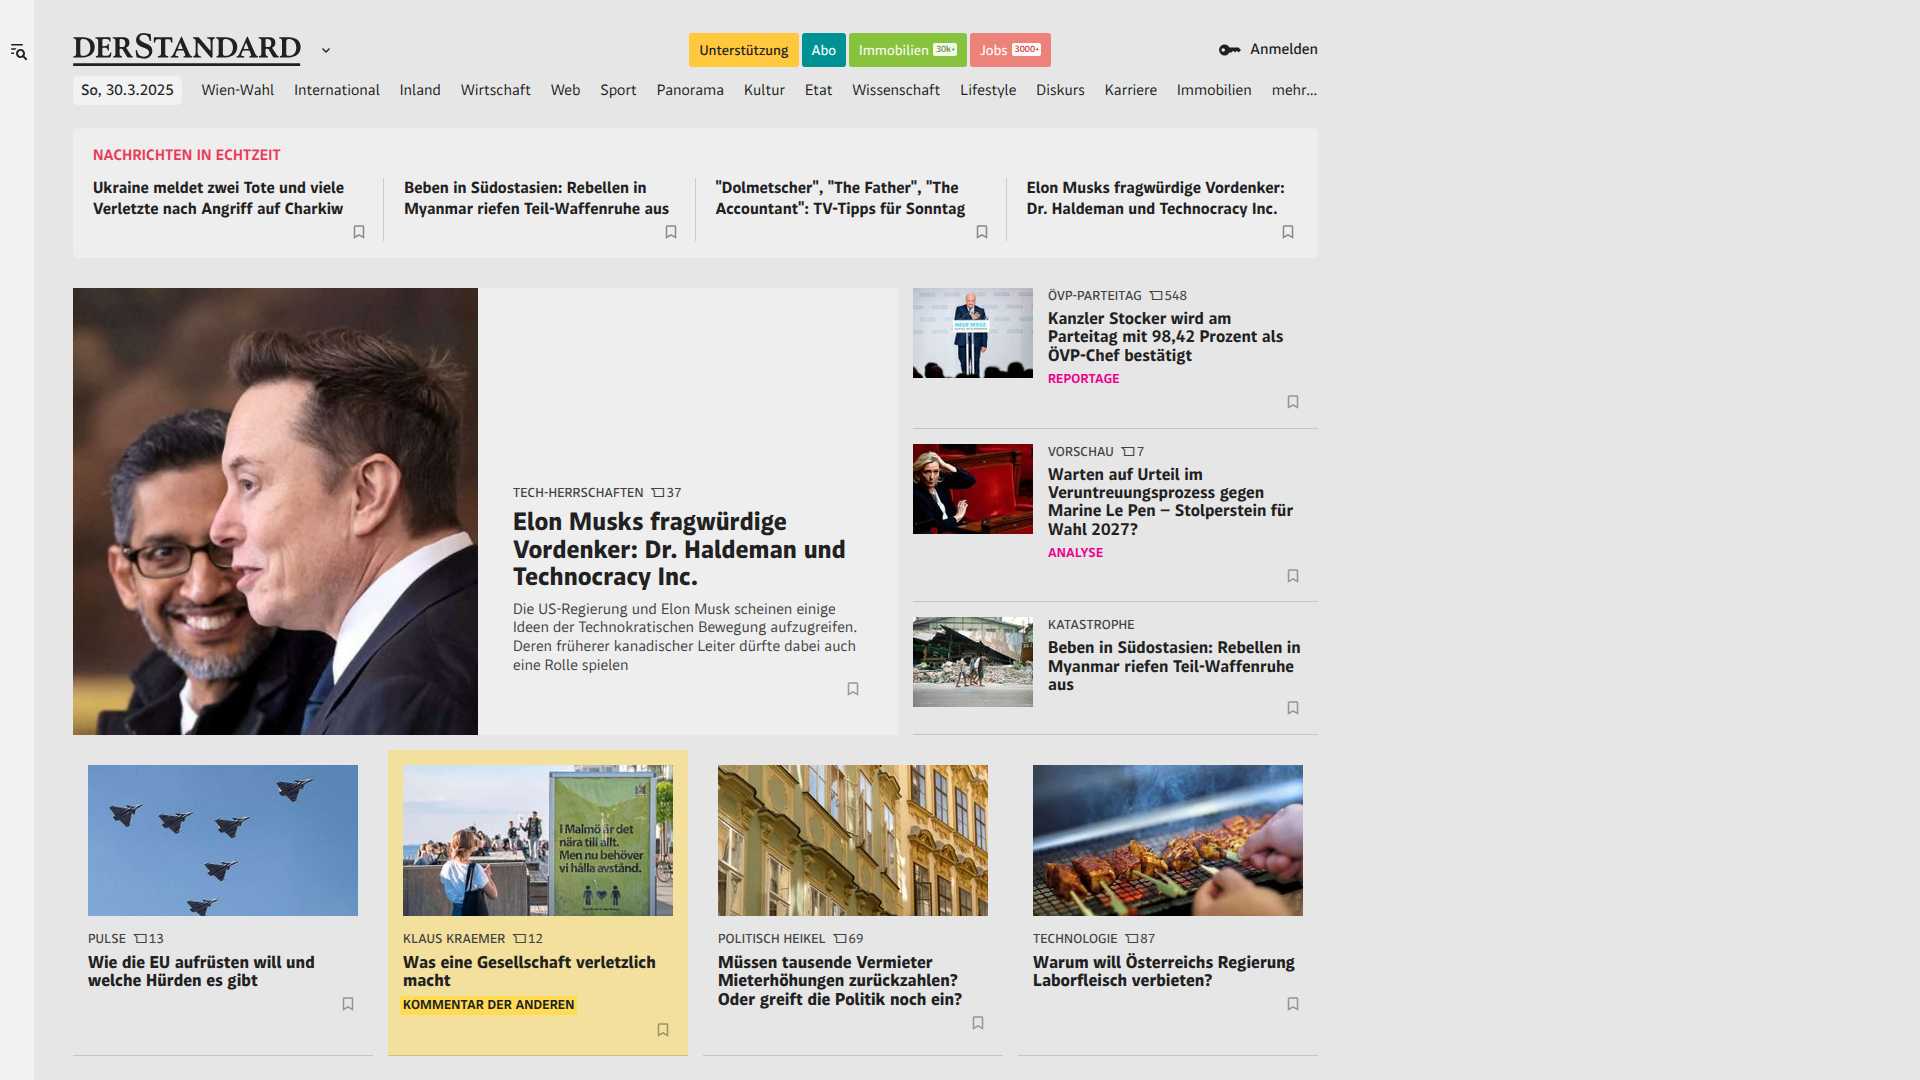 DERSTANDARD
Unterstützung
Abo
Immobilien 30k+
Jobs 3000+
Anmelden
So, 30.3.2025
Wien-Wahl
International
Inland
Wirtschaft
Web
Sport
Panorama
Kultur
Etat
Wissenschaft
Lifestyle
Diskurs
Karriere
Immobilien
mehr...
NACHRICHTEN IN ECHTZEIT
Ukraine meldet zwei Tote und viele
Verletzte nach Angriff auf Charkiw
Beben in Südostasien: Rebellen in
Myanmar riefen Teil-Waffenruhe aus
"Dolmetscher", "The Father", "The
Accountant": TV-Tipps für Sonntag
Elon Musks fragwürdige Vordenker:
Dr. Haldeman und Technocracy Inc.
TECH-HERRSCHAFTEN 37
Elon Musks fragwürdige
Vordenker: Dr. Haldeman und
Technocracy Inc.
Die US-Regierung und Elon Musk scheinen einige
Ideen der Technokratischen Bewegung aufzugreifen.
Deren früherer kanadischer Leiter dürfte dabei auch
eine Rolle spielen
ÖVP-PARTEITAG 548
Kanzler Stocker wird am
Parteitag mit 98,42 Prozent als
ÖVP-Chef bestätigt
REPORTAGE
VORSCHAU 7
Warten auf Urteil im
Veruntreuungsprozess gegen
Marine Le Pen – Stolperstein für
Wahl 2027?
ANALYSE
KATASTROPHE
Beben in Südostasien: Rebellen in
Myanmar riefen Teil-Waffenruhe
aus
PULSE 13
Wie die EU aufrüsten will und
welche Hürden es gibt
I Malmö är det
nära till allt.
Men nu behöver
vi hålla avstånd.
KLAUS KRAEMER 12
Was eine Gesellschaft verletzlich
macht
KOMMENTAR DER ANDEREN
POLITISCH HEIKEL 69
Müssen tausende Vermieter
Mieterhöhungen zurückzahlen?
Oder greift die Politik noch ein?
TECHNOLOGIE 87
Warum will Österreichs Regierung
Laborfleisch verbieten?